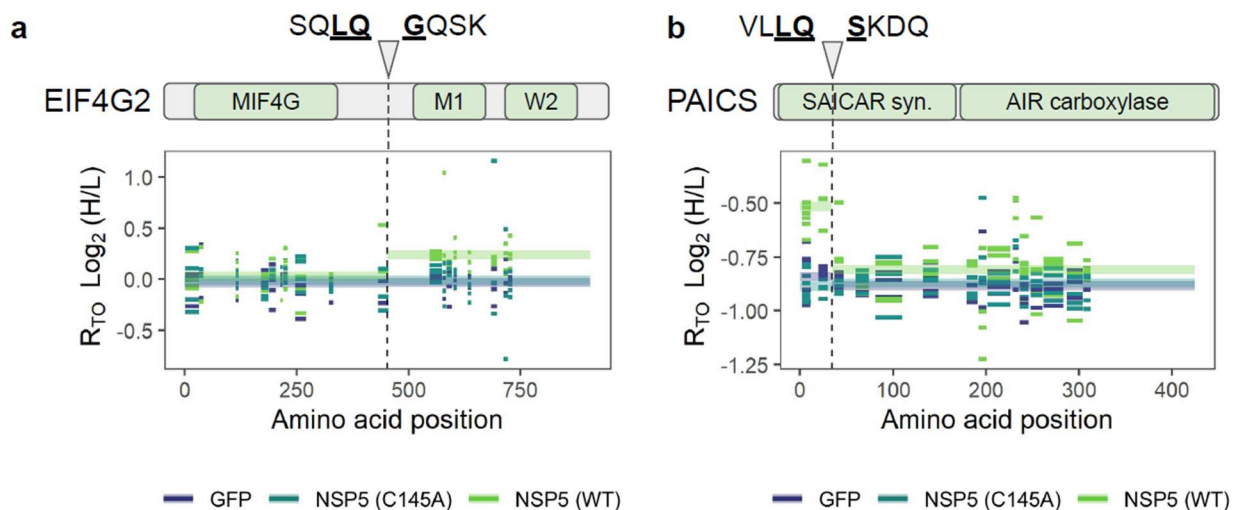 a
SQLQ GQSK
EIF4G2
MIF4G M1 W2
R_TO Log₂ (H/L)
1.0
0.5
0.0
-0.5
0 250 500 750
Amino acid position
GFP NSP5 (C145A) NSP5 (WT)
b
VLLQ SKDQ
PAICS
SAICAR syn. AIR carboxylase
R_TO Log₂ (H/L)
-0.50
-0.75
-1.00
-1.25
0 100 200 300 400
Amino acid position
GFP NSP5 (C145A) NSP5 (WT)